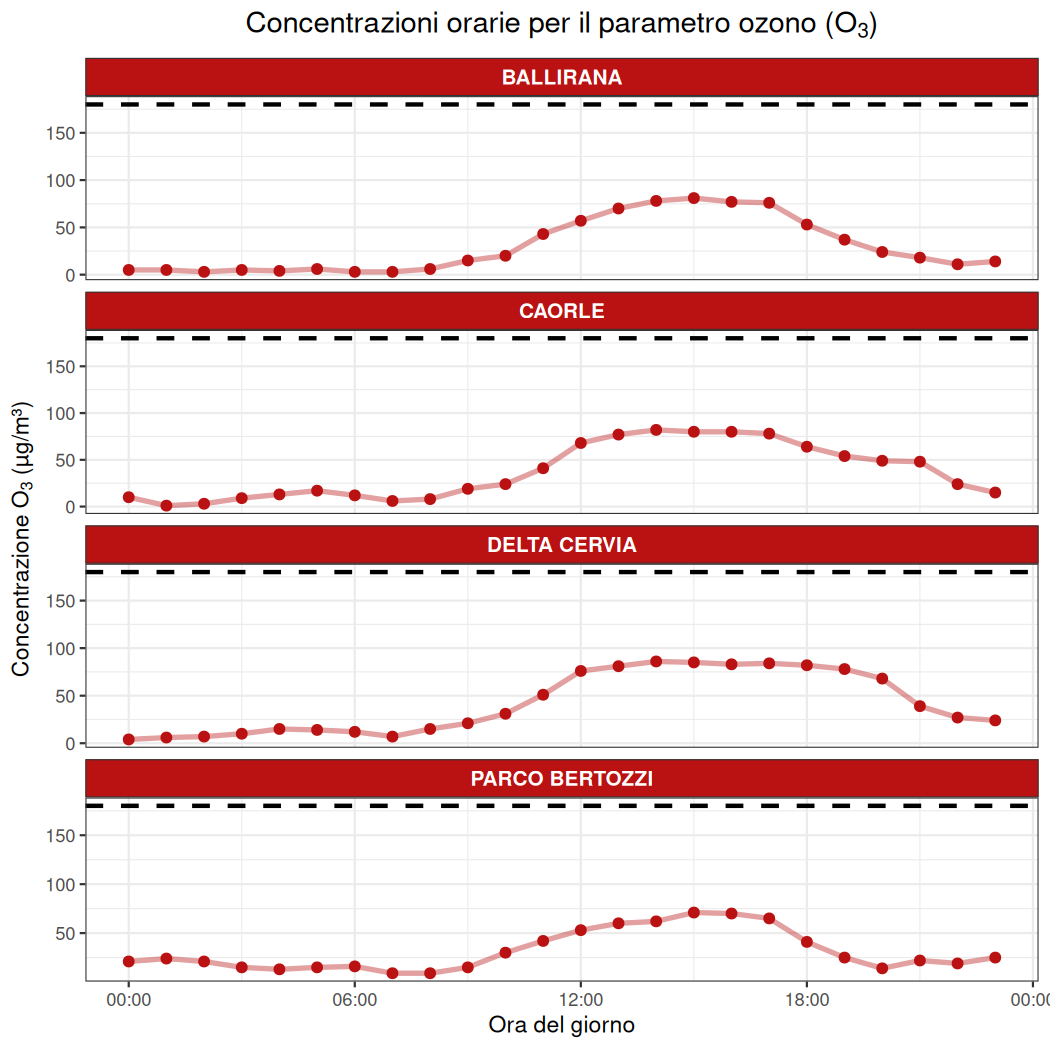 Concentrazioni orarie per il parametro ozono (O₃)
BALLIRANA
150
100
50
0
CAORLE
150
100
50
0
DELTA CERVIA
150
100
50
0
PARCO BERTOZZI
150
100
50
Concentrazione O₃ (µg/m³)
00:00 06:00 12:00 18:00 00:00
Ora del giorno